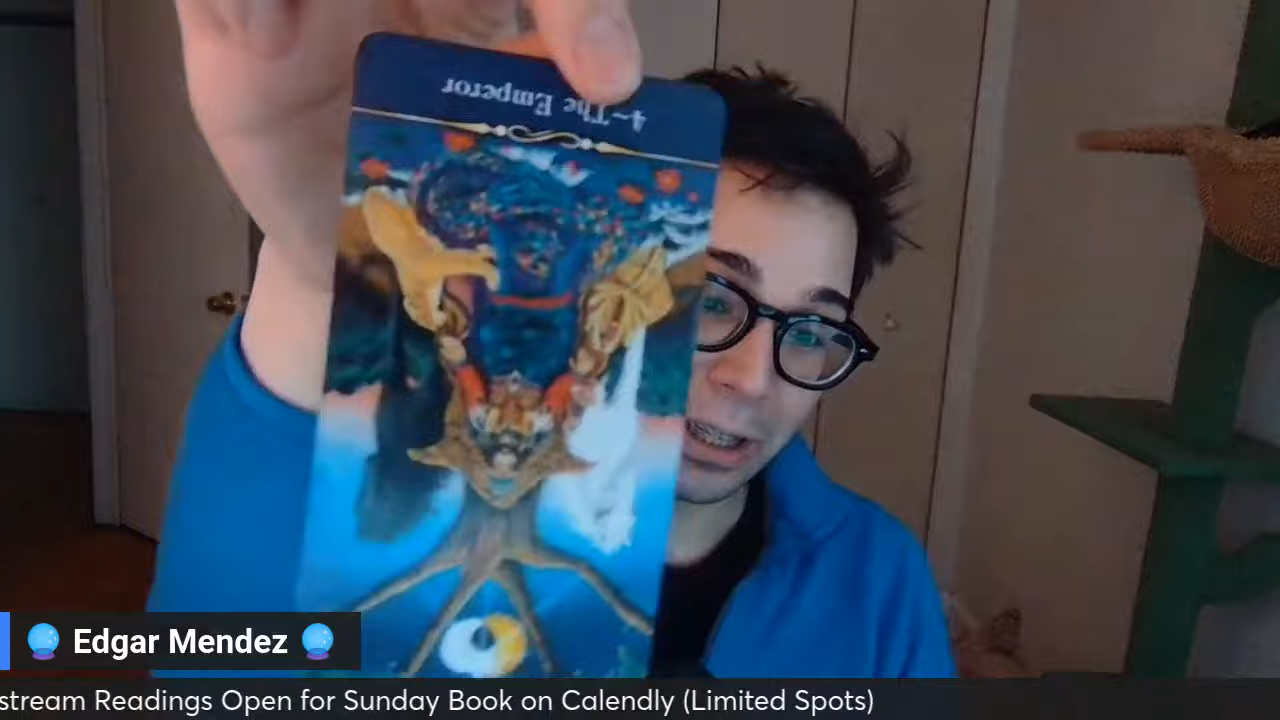 4~The Emperor
🔮 Edgar Mendez 🔮
stream Readings Open for Sunday Book on Calendly (Limited Spots)